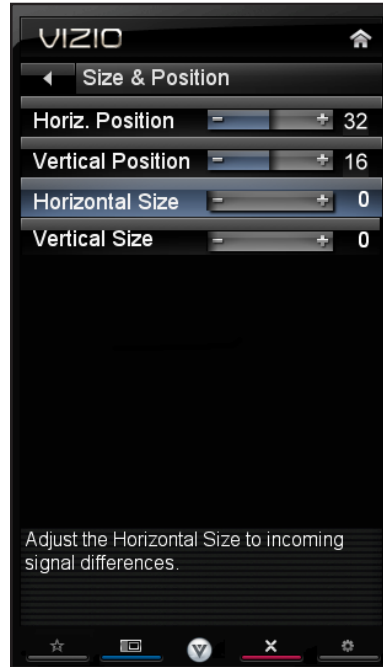 VIZIO
Size & Position
Horiz. Position - + 32
Vertical Position - + 16
Horizontal Size - + 0
Vertical Size - + 0
Adjust the Horizontal Size to incoming
signal differences.
V